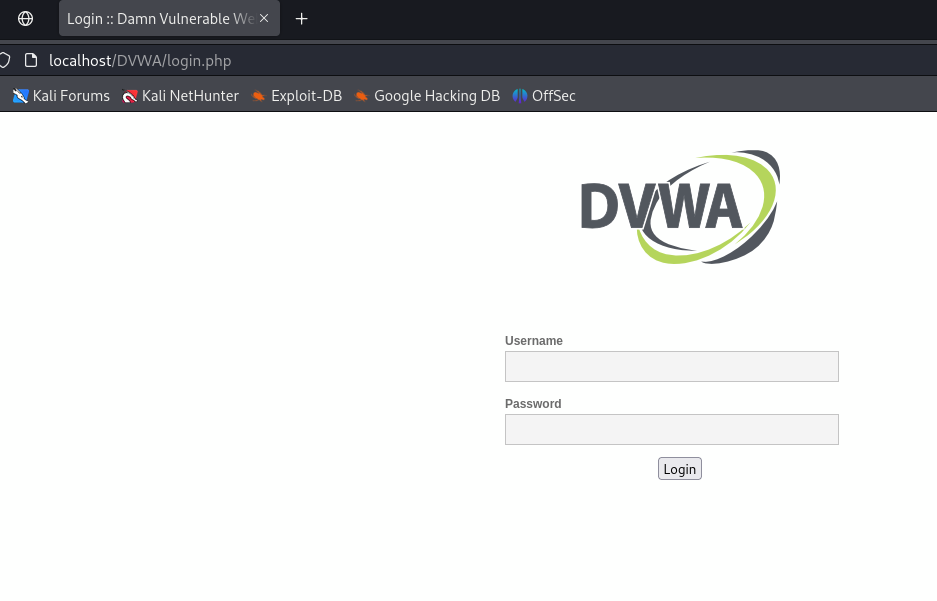 Login :: Damn Vulnerable We
localhost/DVWA/login.php
Kali Forums Kali NetHunter Exploit-DB Google Hacking DB OffSec
DVWA
Username
Password
Login